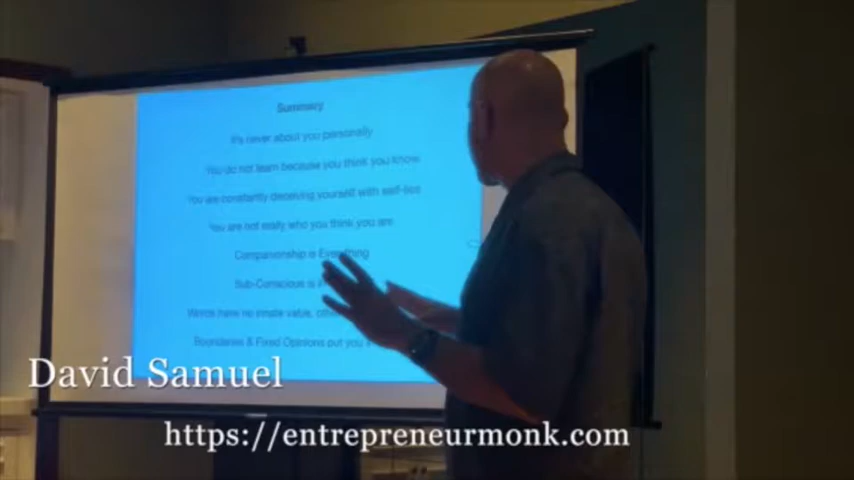 Summary
It's never about you personally
You do not learn because you think you know
You are constantly deceiving yourself with self-lies
You are not really who you think you are
Companionship is Everything
Sub-Conscious is
Words have no innate value,
Boundaries & Fixed Opinions put you
David Samuel
https://entrepreneurmonk.com